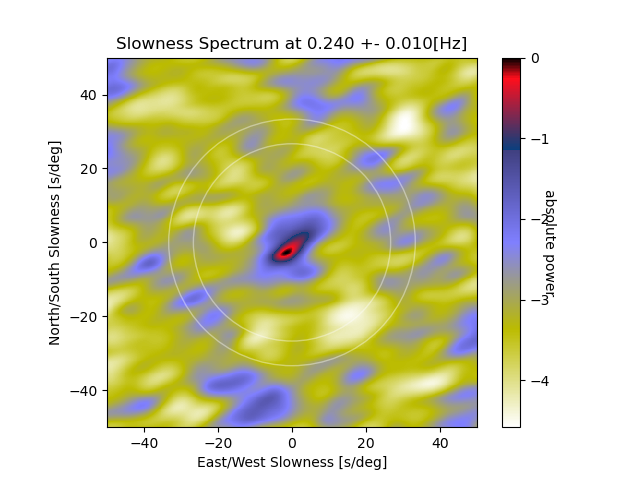 Slowness Spectrum at 0.240 +- 0.010[Hz]
North/South Slowness [s/deg]
40
20
0
−20
−40
−40 −20 0 20 40
East/West Slowness [s/deg]
0
−1
−2
−3
−4
absolute power